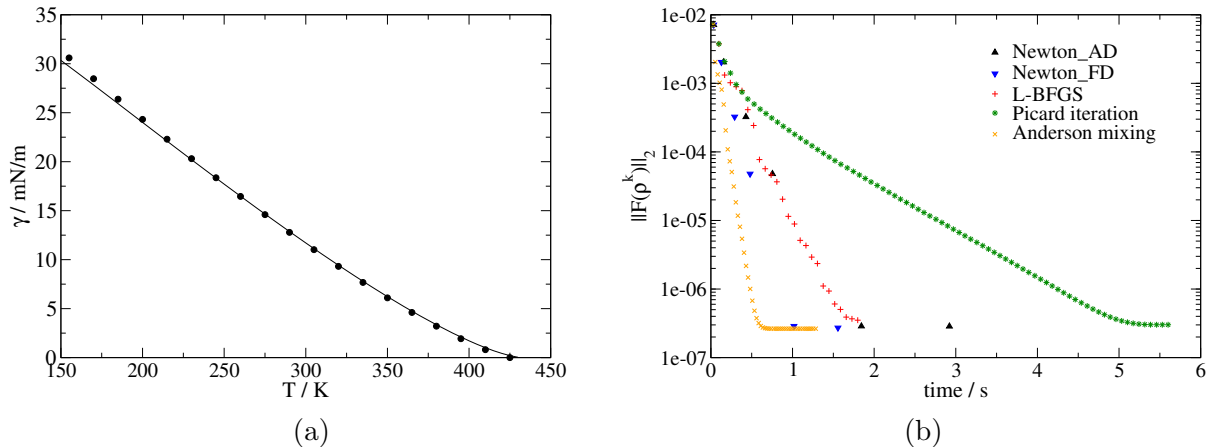 35
30
25
20
15
10
5
0
γ / mN/m
150 200 250 300 350 400 450
T / K
(a)
1e-02
1e-03
1e-04
1e-05
1e-06
1e-07
||F(ρ^k)||_2
Newton_AD
Newton_FD
L-BFGS
Picard iteration
Anderson mixing
0 1 2 3 4 5 6
time / s
(b)